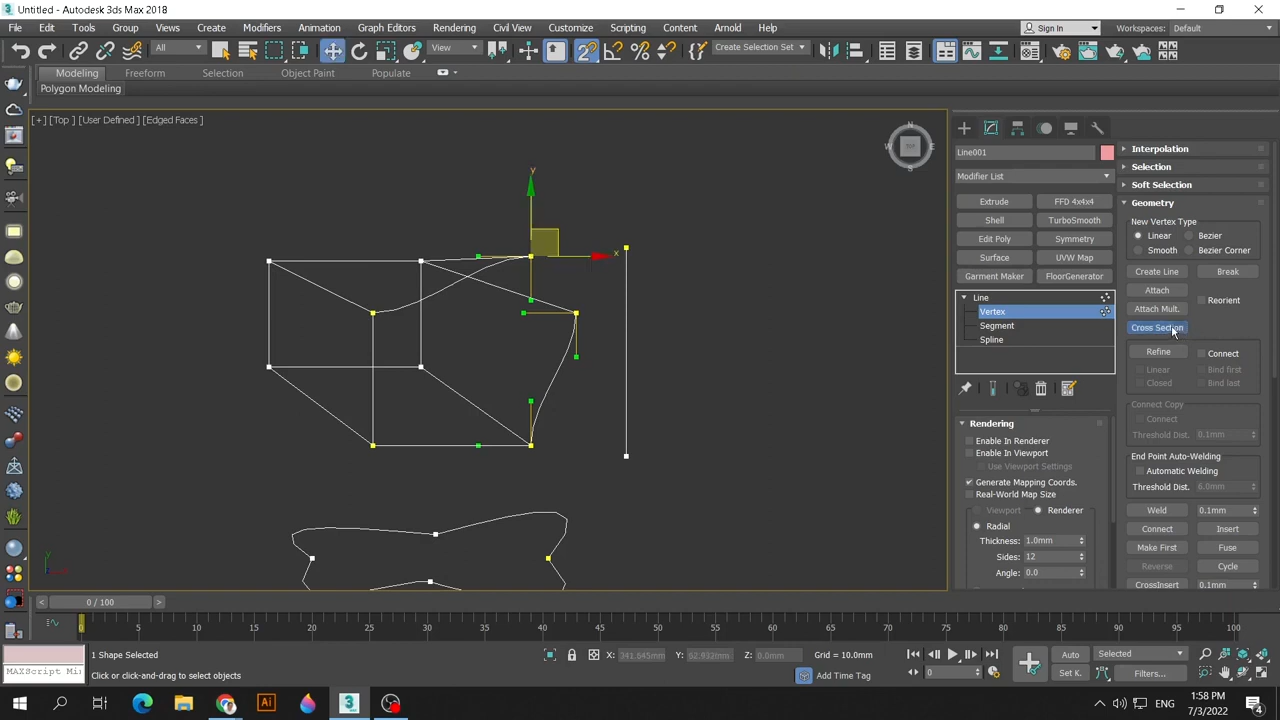 Untitled - Autodesk 3ds Max 2018
File Edit Tools Group Views Create Modifiers Animation Graph Editors Rendering Civil View Customize Scripting Content Arnold Help
Sign In Workspaces: Default
All View Create Selection Set
Modeling Freeform Selection Object Paint Populate
Polygon Modeling
[+] [Top ] [User Defined ] [Edged Faces ]
N
W TOP E
S
y
x
y
Line001
Modifier List
Extrude FFD 4x4x4
Shell TurboSmooth
Edit Poly Symmetry
Surface UVW Map
Garment Maker FloorGenerator
Line
Vertex
Segment
Spline
Rendering
Enable In Renderer
Enable In Viewport
Use Viewport Settings
Generate Mapping Coords.
Real-World Map Size
Viewport Renderer
Radial
Thickness: 1.0mm
Sides: 12
Angle: 0.0
Interpolation
Selection
Soft Selection
Geometry
New Vertex Type
Linear Bezier
Smooth Bezier Corner
Create Line Break
Attach
Reorient
Attach Mult.
Cross Section
Refine Connect
Linear Bind first
Closed Bind last
Connect Copy
Connect
Threshold Dist. 0.1mm
End Point Auto-Welding
Automatic Welding
Threshold Dist. 6.0mm
Weld 0.1mm
Connect Insert
Make First Fuse
Reverse Cycle
CrossInsert 0.1mm
0 / 100
0 5 10 15 20 25 30 35 40 45 50 55 60 65 70 75 80 85 90 95 100
1 Shape Selected
X: 341.645mm Y: 52.932mm Z: 0.0mm Grid = 10.0mm
Auto Selected
MAXScript Mi
Click or click-and-drag to select objects
Add Time Tag
0
Set K. Filters...
ENG
1:58 PM
7/3/2022
4